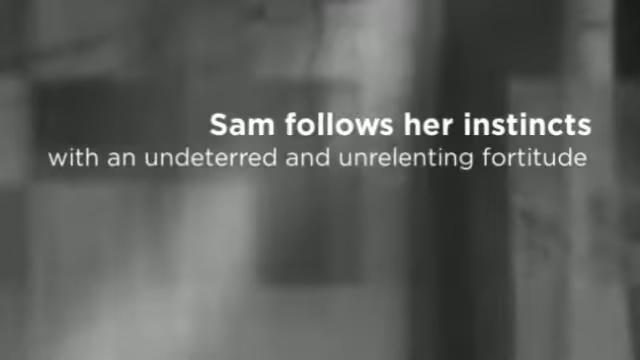 Sam follows her instincts
with an undeterred and unrelenting fortitude